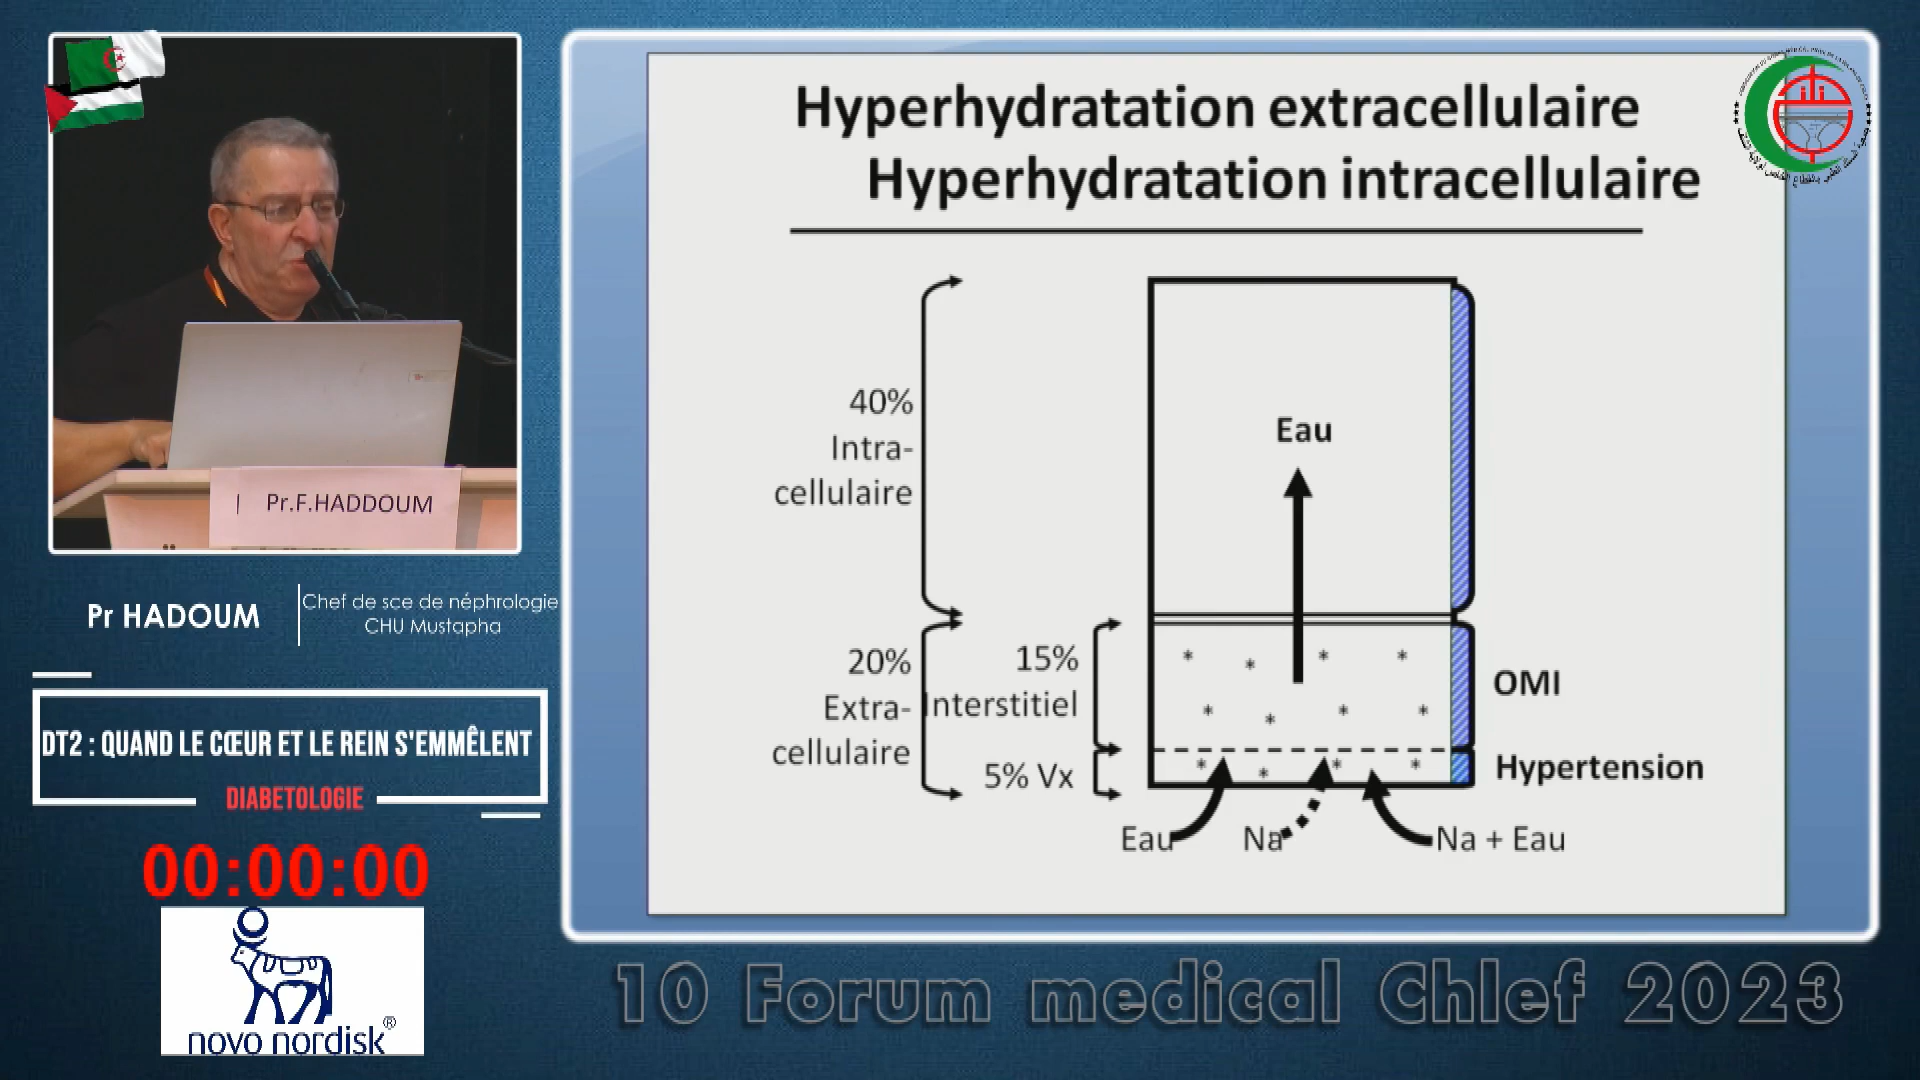 Hyperhydratation extracellulaire
Hyperhydratation intracellulaire
40%
Intra-
cellulaire
Eau
20%
Extra-
cellulaire
15%
Interstitiel
5% Vx
OMI
Hypertension
Eau
Na
Na + Eau
Pr.F.HADDOUM
Pr HADOUM
Chef de sce de néphrologie
CHU Mustapha
DT2 : QUAND LE CŒUR ET LE REIN S'EMMÊLENT
DIABETOLOGIE
00:00:00
novo nordisk®
10 Forum medical Chlef 2023